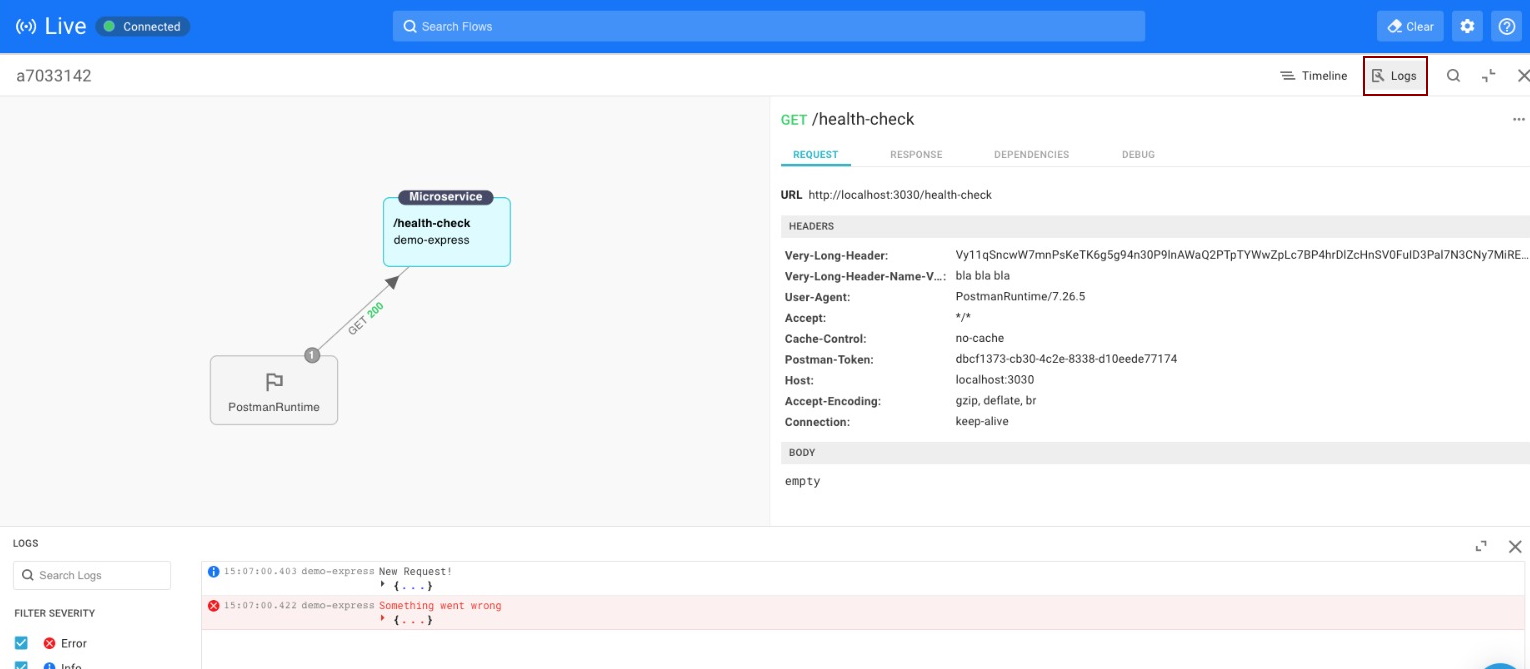 Live Connected Search Flows Clear
a7033142 Timeline Logs
Microservice
/health-check
demo-express
GET 200
1
PostmanRuntime
GET /health-check
REQUEST RESPONSE DEPENDENCIES DEBUG
URL http://localhost:3030/health-check
HEADERS
Very-Long-Header:
Very-Long-Header-Name-V...: bla bla bla
User-Agent: PostmanRuntime/7.26.5
Accept: */*
Cache-Control: no-cache
Postman-Token: dbcf1373-cb30-4c2e-8338-d10eede77174
Host: localhost:3030
Accept-Encoding: gzip, deflate, br
Connection: keep-alive
BODY
empty
LOGS
Search Logs
FILTER SEVERITY
Error
Info
15:07:00.403 demo-express New Request!
{...}
15:07:00.422 demo-express Something went wrong
{...}